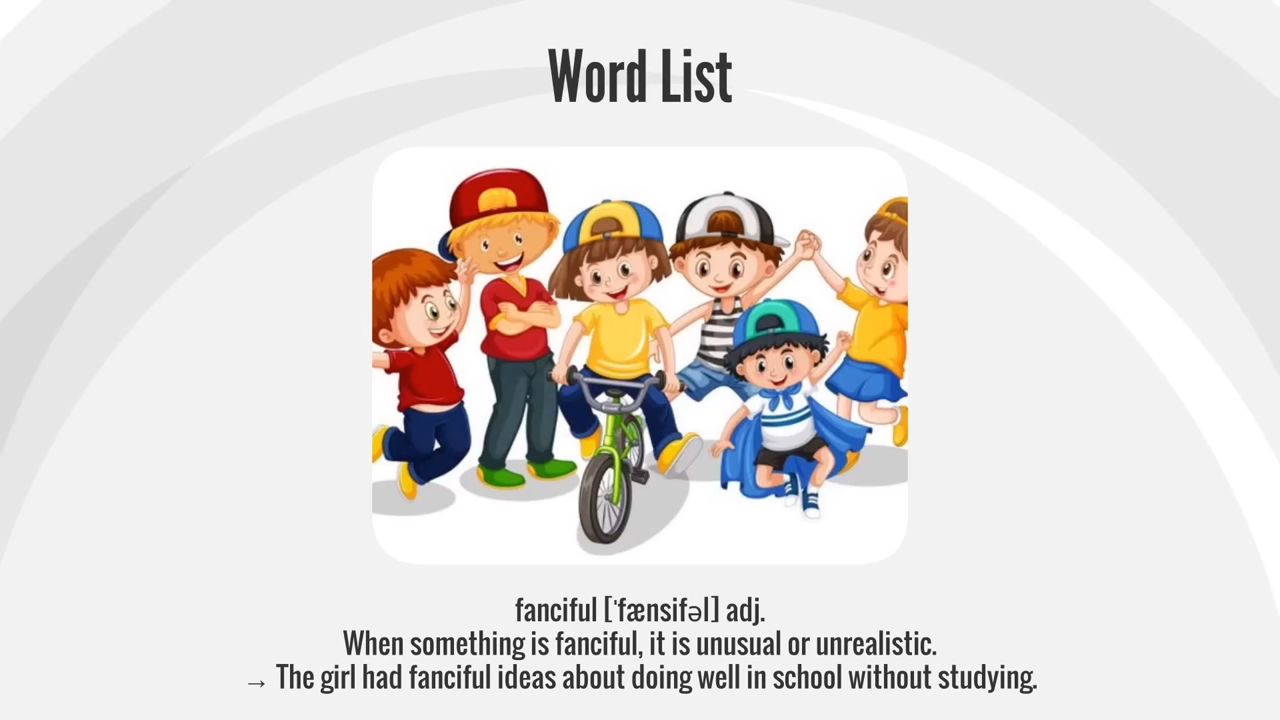 Word List
fanciful [ˈfænsifəl] adj.
When something is fanciful, it is unusual or unrealistic.
→ The girl had fanciful ideas about doing well in school without studying.